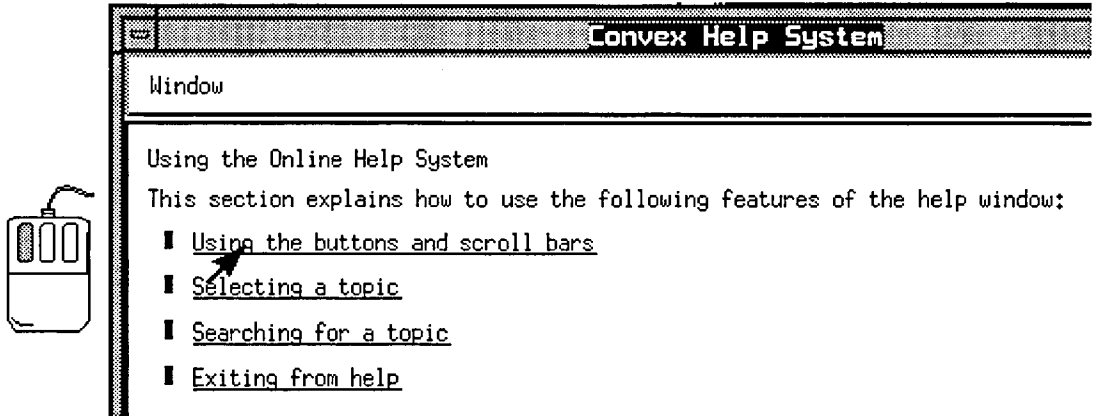 Convex Help System
Window
Using the Online Help System
This section explains how to use the following features of the help window:
Using the buttons and scroll bars
Selecting a topic
Searching for a topic
Exiting from help